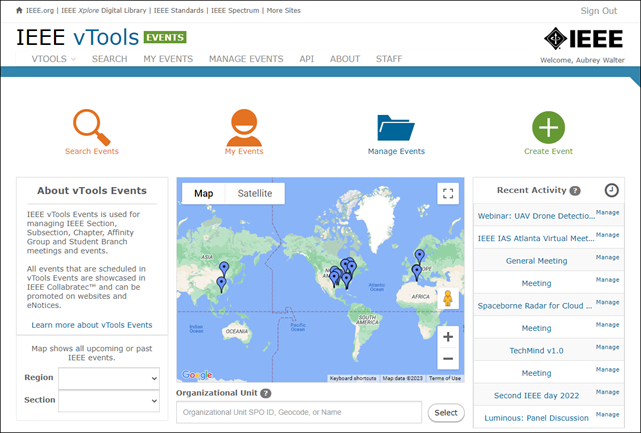 IEEE.org | IEEE Xplore Digital Library | IEEE Standards | IEEE Spectrum | More Sites
Sign Out
IEEE vTools EVENTS
IEEE
VTOOLS SEARCH MY EVENTS MANAGE EVENTS API ABOUT STAFF
Welcome, Aubrey Walter
Search Events
My Events
Manage Events
Create Event
About vTools Events
IEEE vTools Events is used for
managing IEEE Section,
Subsection, Chapter, Affinity
Group and Student Branch
meetings and events.
All events that are scheduled in
vTools Events are showcased in
IEEE Collabratec™ and can be
promoted on websites and
eNotices.
Learn more about vTools Events
Map shows all upcoming or past
IEEE events.
Region
Section
Map
Satellite
ASIA
EUROPE
Atlantic
Ocean
AFRICA
Pacific
Ocean
SOUTH
AMERICA
Indian
Ocean
OCEANIA
Google
Keyboard shortcuts
Map data ©2023
Terms of Use
Organizational Unit ?
Organizational Unit SPO ID, Geocode, or Name
Select
Recent Activity ?
Webinar: UAV Drone Detectio... Manage
IEEE IAS Atlanta Virtual Meet... Manage
General Meeting Manage
Meeting Manage
Spaceborne Radar for Cloud ... Manage
Meeting Manage
TechMind v1.0 Manage
Meeting Manage
Second IEEE day 2022 Manage
Luminous: Panel Discussion Manage